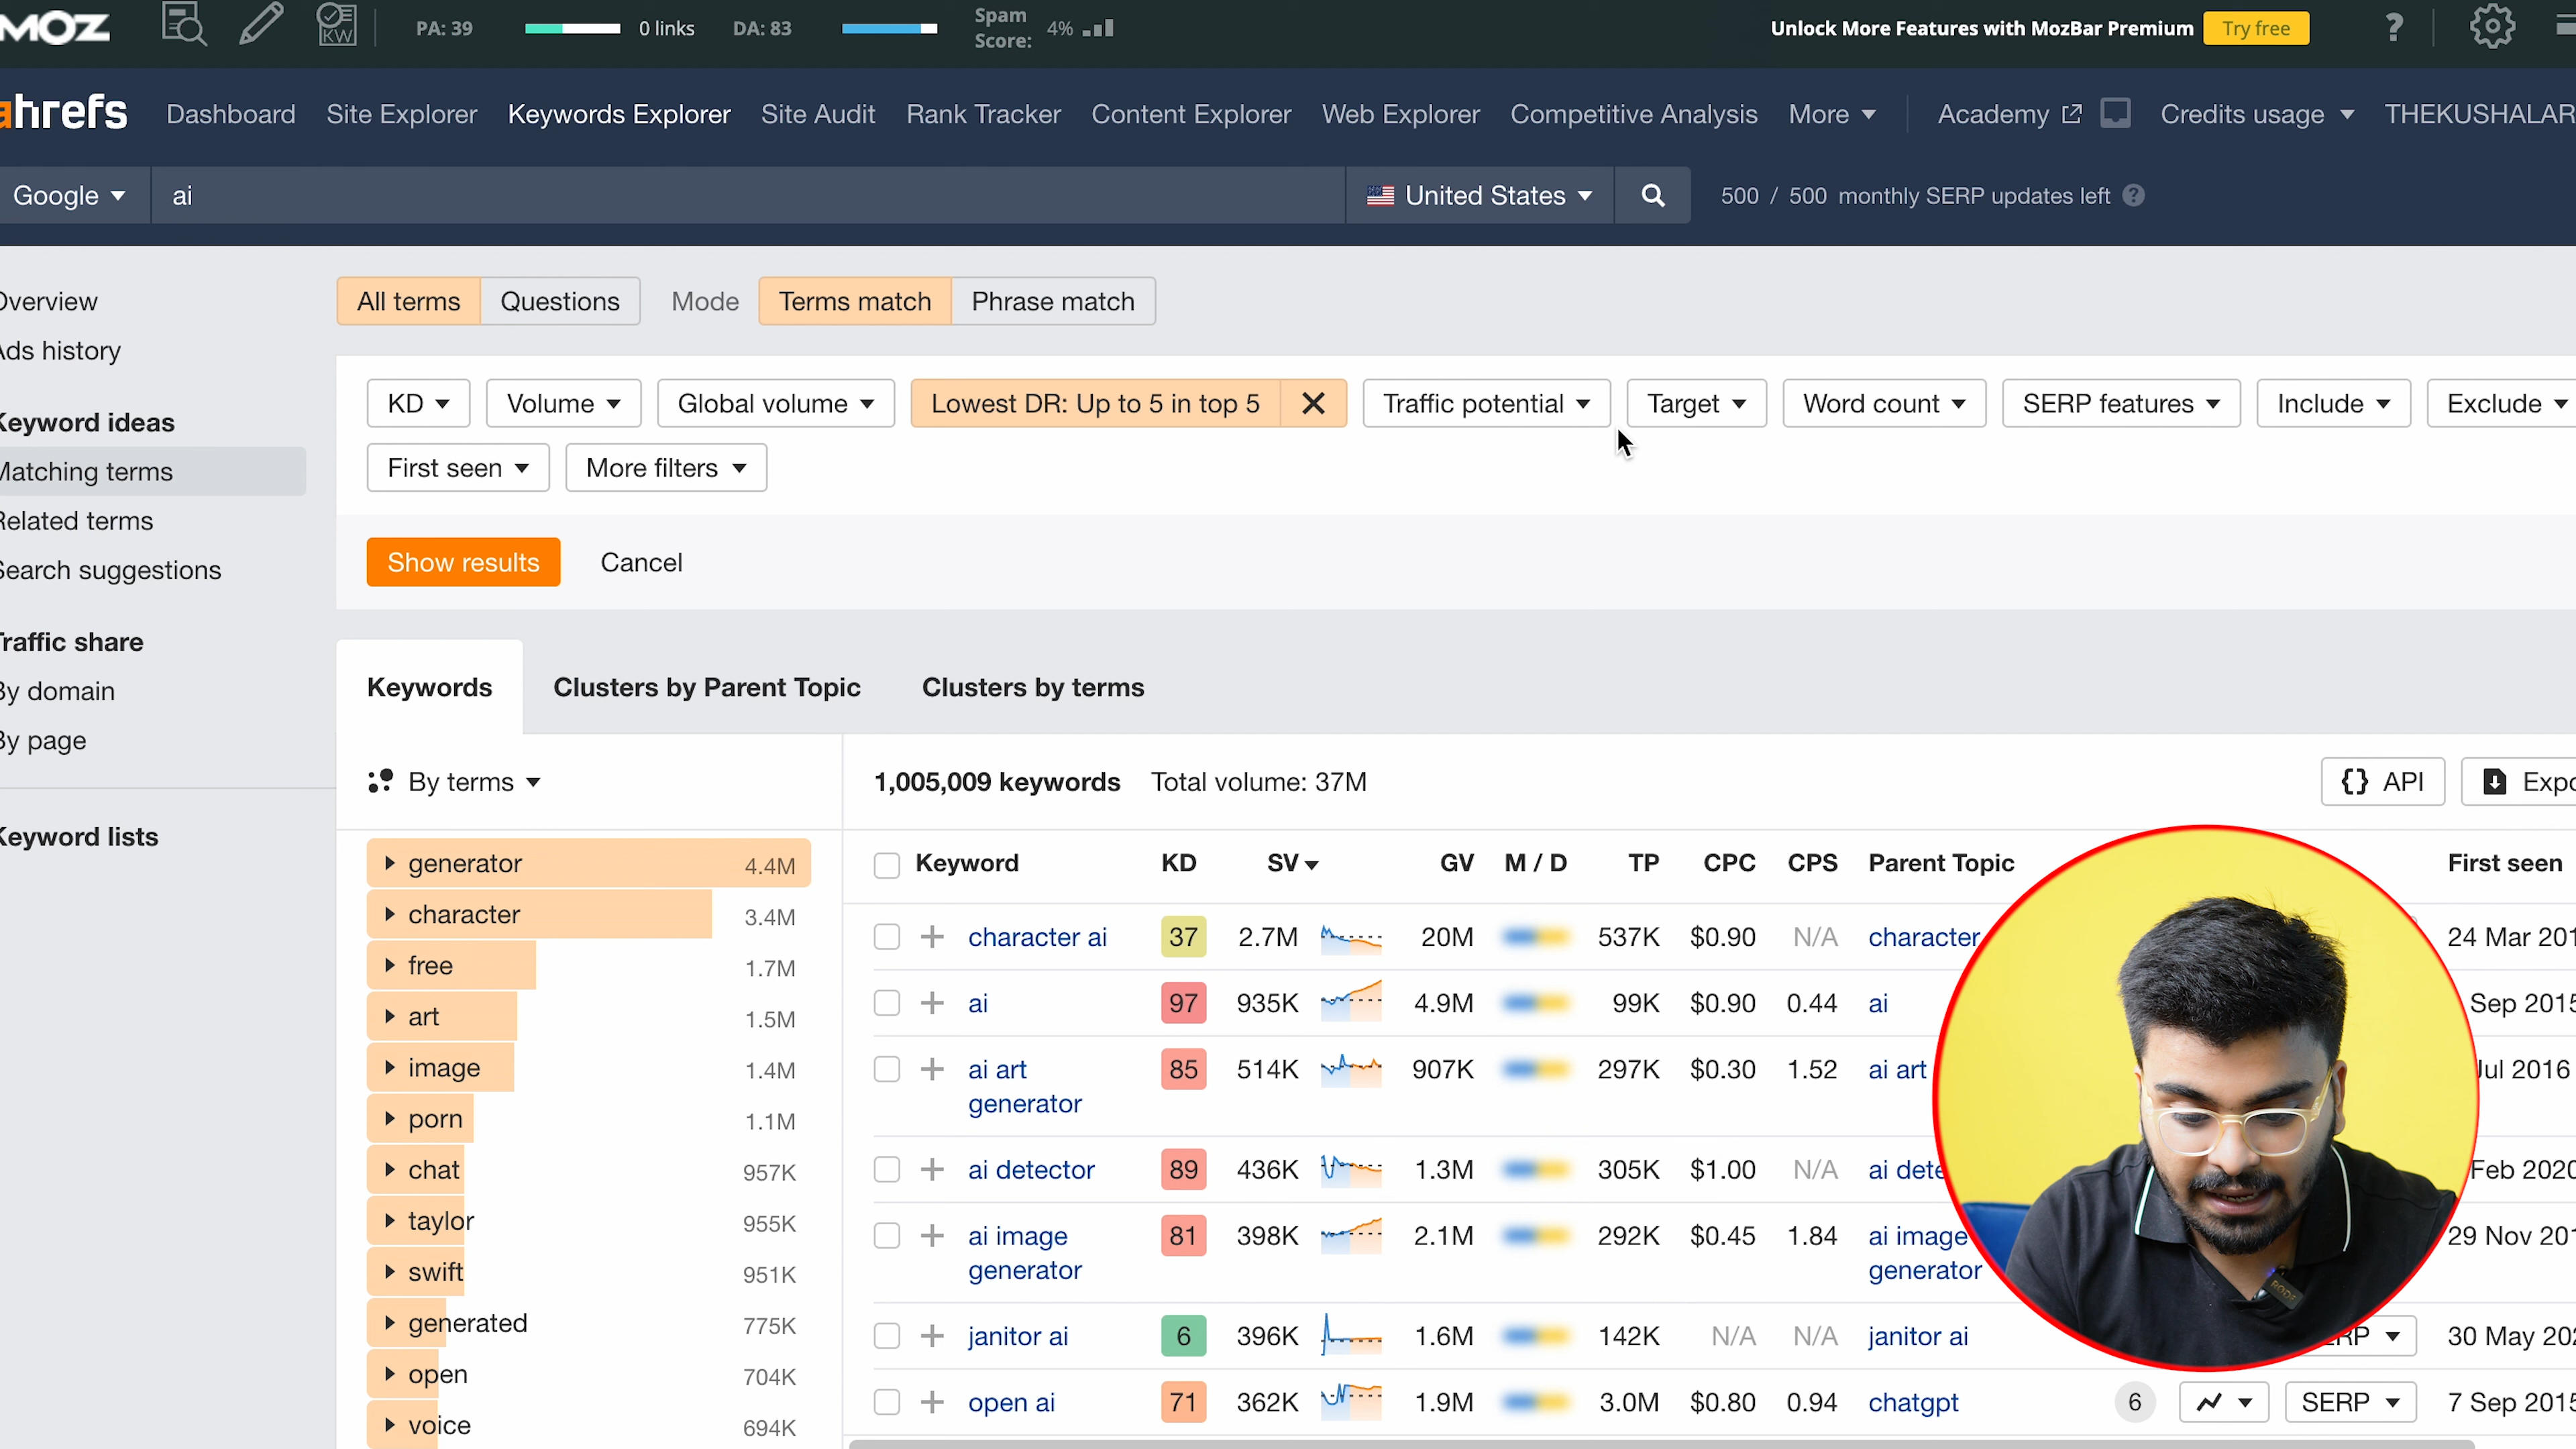 MOZ KW PA: 39 0 links DA: 83 Spam Score: 4% Unlock More Features with MozBar Premium Try free ?
ahrefs Dashboard Site Explorer Keywords Explorer Site Audit Rank Tracker Content Explorer Web Explorer Competitive Analysis More Academy Credits usage THEKUSHALAR
Google ai United States 500 / 500 monthly SERP updates left ?
Overview
Ads history
Keyword ideas
Matching terms
Related terms
Search suggestions
Traffic share
By domain
By page
Keyword lists
All terms Questions Mode Terms match Phrase match
KD Volume Global volume Lowest DR: Up to 5 in top 5 Traffic potential Target Word count SERP features Include Exclude
First seen More filters
Show results Cancel
Keywords Clusters by Parent Topic Clusters by terms
By terms
generator 4.4M
character 3.4M
free 1.7M
art 1.5M
image 1.4M
porn 1.1M
chat 957K
taylor 955K
swift 951K
generated 775K
open 704K
voice 694K
1,005,009 keywords Total volume: 37M API Expo
Keyword KD SV GV M / D TP CPC CPS Parent Topic First seen
character ai 37 2.7M 20M 537K $0.90 N/A character 24 Mar 201
ai 97 935K 4.9M 99K $0.90 0.44 ai Sep 2015
ai art generator 85 514K 907K 297K $0.30 1.52 ai art Jul 2016
ai detector 89 436K 1.3M 305K $1.00 N/A ai dete Feb 2020
ai image generator 81 398K 2.1M 292K $0.45 1.84 ai image generator 29 Nov 201
janitor ai 6 396K 1.6M 142K N/A N/A janitor ai ERP 30 May 202
open ai 71 362K 1.9M 3.0M $0.80 0.94 chatgpt 6 SERP 7 Sep 2015
RODE